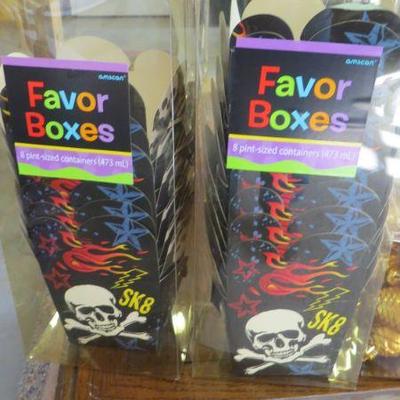 amscan
Favor
Boxes
8 pint-sized containers (473 mL)
SK8
amscan
Favor
Boxes
8 pint-sized containers (473 mL)
SK8